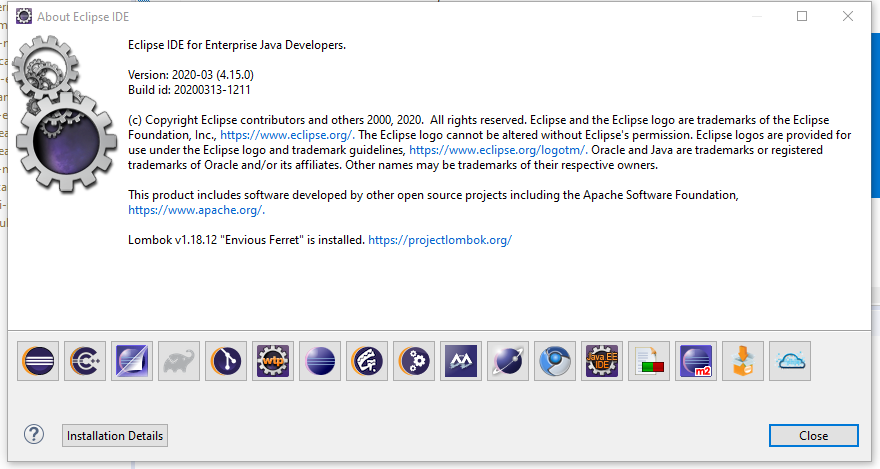 About Eclipse IDE
Eclipse IDE for Enterprise Java Developers.
Version: 2020-03 (4.15.0)
Build id: 20200313-1211
(c) Copyright Eclipse contributors and others 2000, 2020.  All rights reserved. Eclipse and the Eclipse logo are trademarks of the Eclipse
Foundation, Inc., https://www.eclipse.org/. The Eclipse logo cannot be altered without Eclipse's permission. Eclipse logos are provided for
use under the Eclipse logo and trademark guidelines, https://www.eclipse.org/logotm/. Oracle and Java are trademarks or registered
trademarks of Oracle and/or its affiliates. Other names may be trademarks of their respective owners.
This product includes software developed by other open source projects including the Apache Software Foundation,
https://www.apache.org/.
Lombok v1.18.12 "Envious Ferret" is installed. https://projectlombok.org/
wtp
Java EE
IDE
m2
?
Installation Details
Close